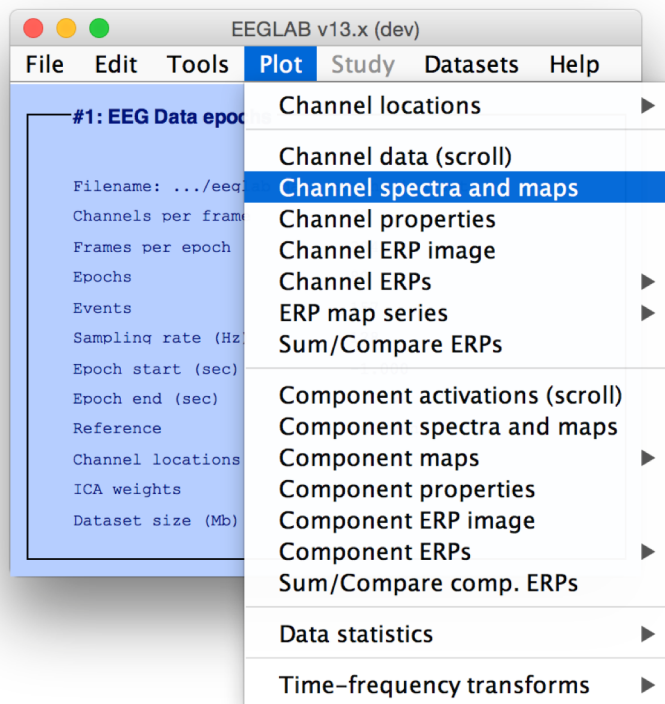 EEGLAB v13.x (dev)
File Edit Tools Plot Study Datasets Help
#1: EEG Data epochs
Filename: .../eegl
Channels per frame
Frames per epoch
Epochs
Events
Sampling rate (Hz)
Epoch start (sec)
Epoch end (sec)
Reference
Channel locations
ICA weights
Dataset size (Mb)
Channel locations
Channel data (scroll)
Channel spectra and maps
Channel properties
Channel ERP image
Channel ERPs
ERP map series
Sum/Compare ERPs
Component activations (scroll)
Component spectra and maps
Component maps
Component properties
Component ERP image
Component ERPs
Sum/Compare comp. ERPs
Data statistics
Time-frequency transforms